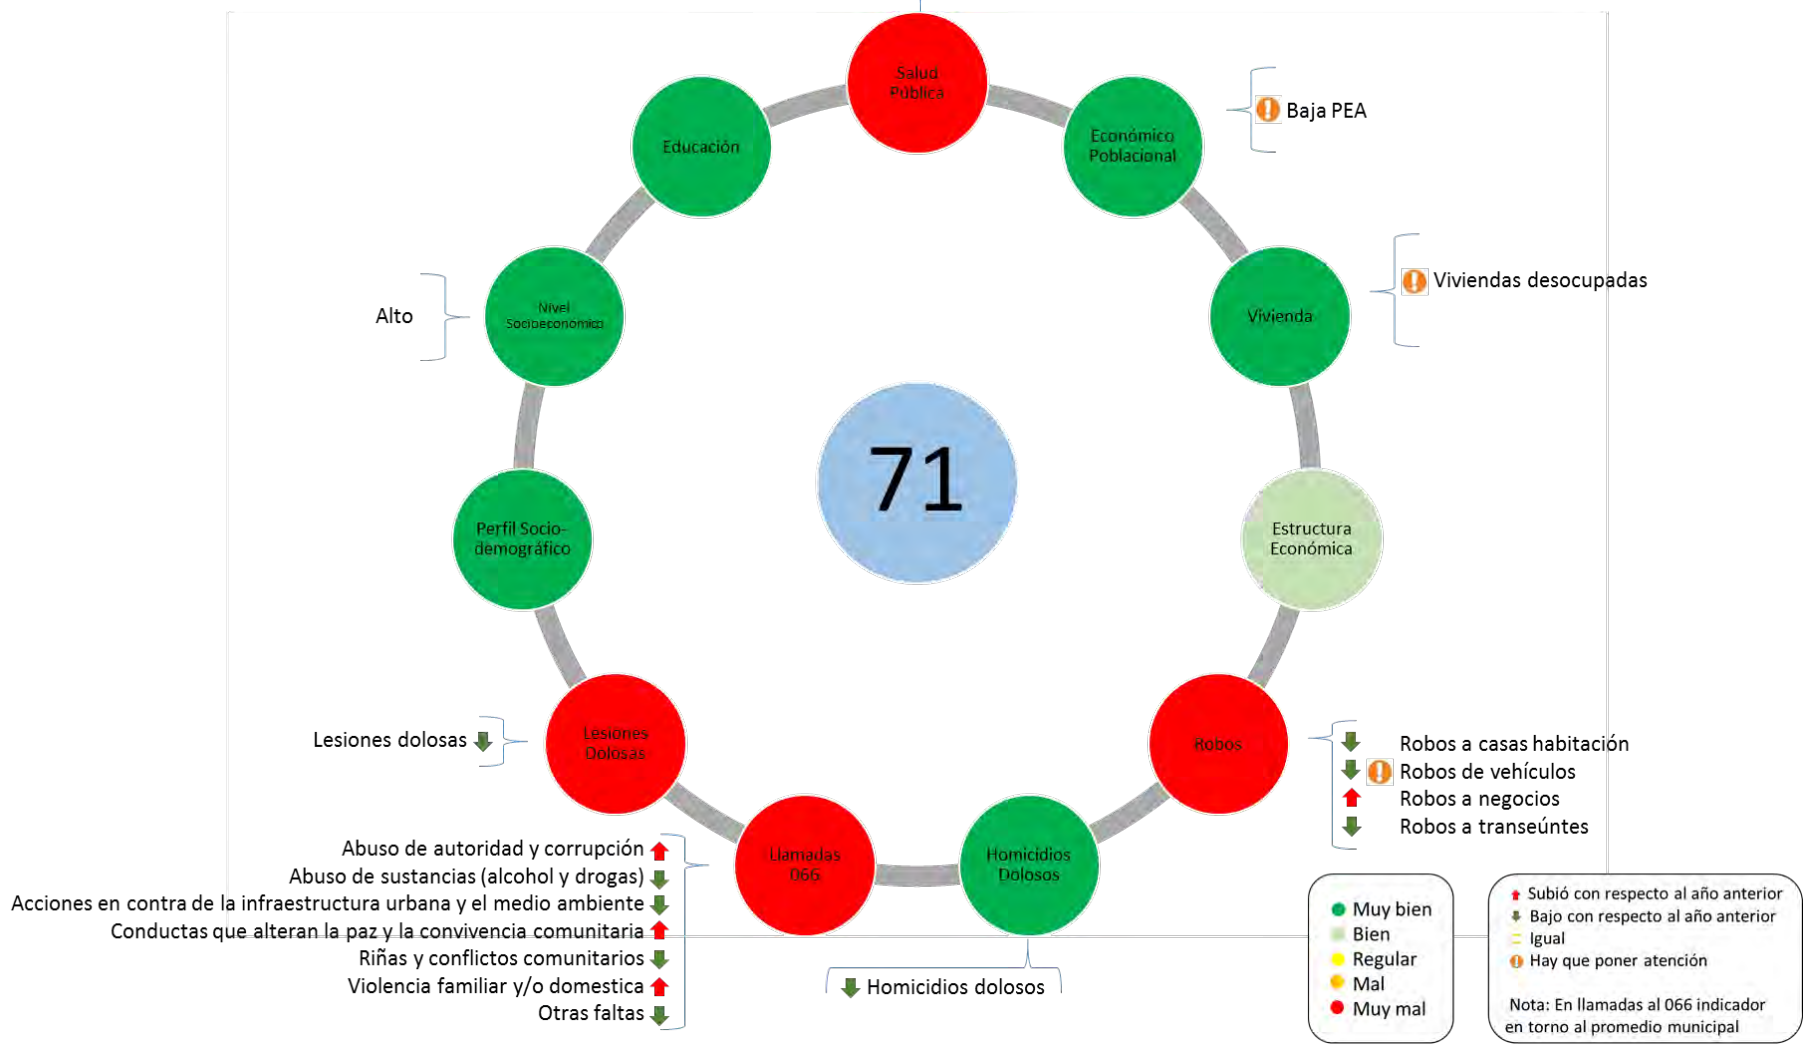 Salud
Pública
Educación
Económico
Poblacional
Baja PEA
Alto
Nivel
Socioeconómico
Vivienda
Viviendas desocupadas
71
Perfil Socio-
demográfico
Estructura
Económica
Lesiones dolosas
Lesiones
Dolosas
Robos
Robos a casas habitación
Robos de vehículos
Robos a negocios
Robos a transeúntes
Llamadas
066
Homicidios
Dolosos
Abuso de autoridad y corrupción
Abuso de sustancias (alcohol y drogas)
Acciones en contra de la infraestructura urbana y el medio ambiente
Conductas que alteran la paz y la convivencia comunitaria
Riñas y conflictos comunitarios
Violencia familiar y/o domestica
Otras faltas
Homicidios dolosos
Muy bien
Bien
Regular
Mal
Muy mal
Subió con respecto al año anterior
Bajo con respecto al año anterior
Igual
Hay que poner atención
Nota: En llamadas al 066 indicador
en torno al promedio municipal